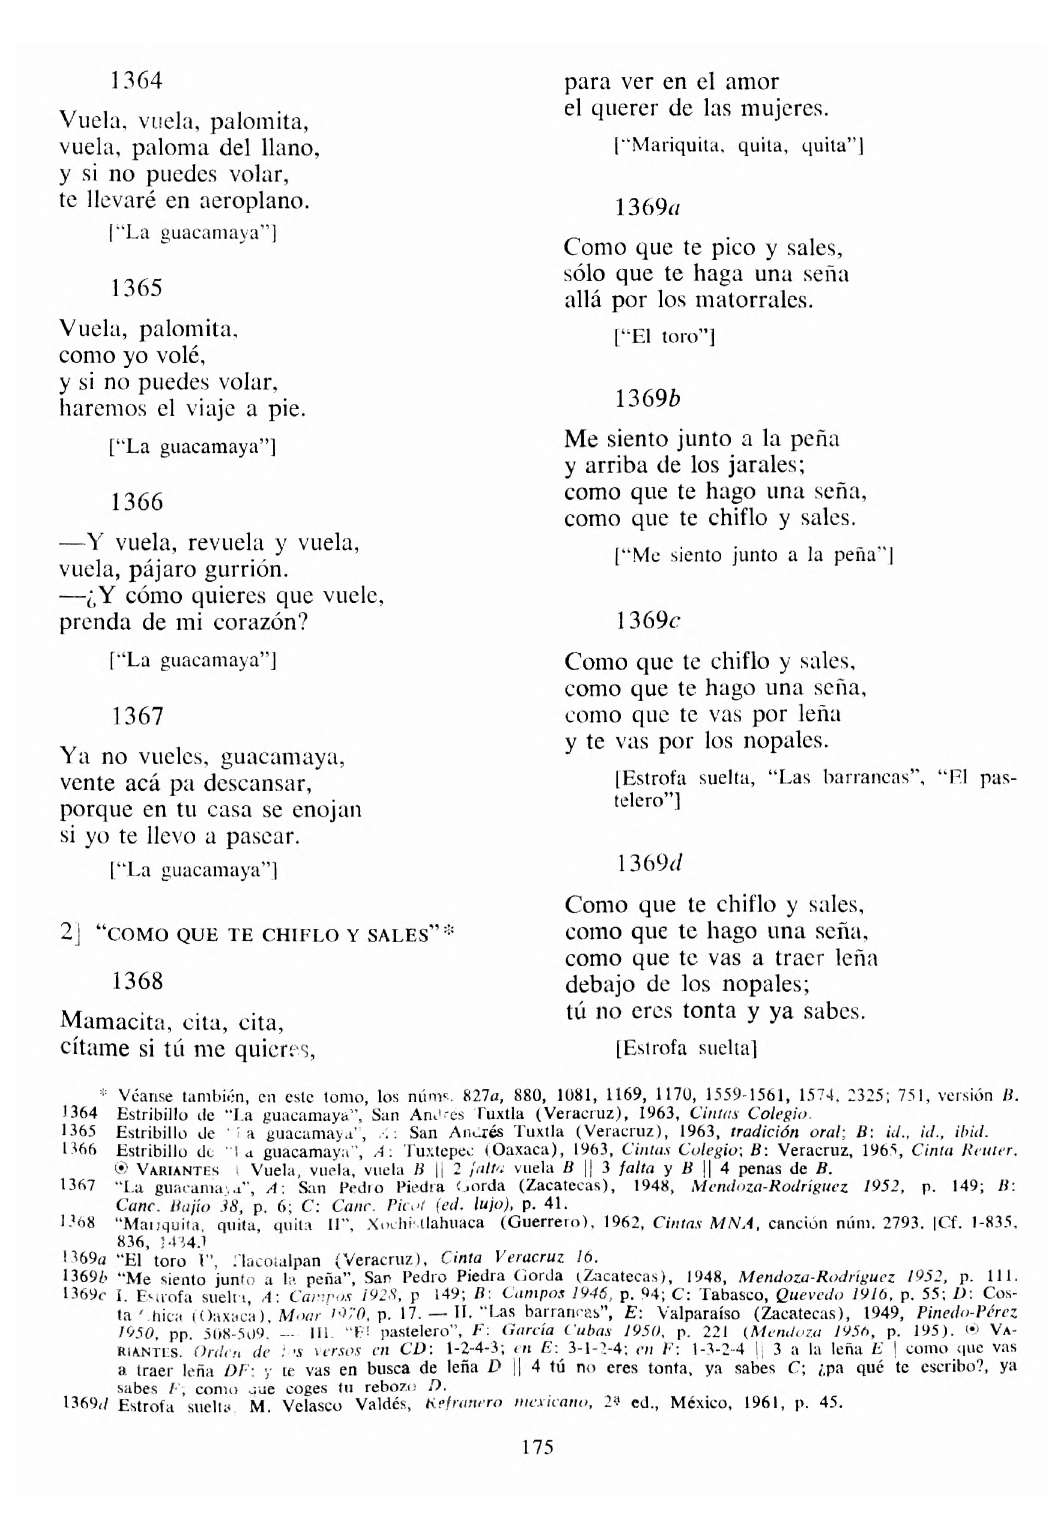 1364
Vuela, vuela, palomita,
vuela, paloma del llano,
y si no puedes volar,
te llevaré en aeroplano.
[“La guacamaya”]
1365
Vuela, palomita,
como yo volé,
y si no puedes volar,
haremos el viaje a pie.
[“La guacamaya”]
1366
—Y vuela, revuela y vuela,
vuela, pájaro gurrión.
—¿Y cómo quieres que vuele,
prenda de mi corazón?
[“La guacamaya”]
1367
Ya no vueles, guacamaya,
vente acá pa descansar,
porque en tu casa se enojan
si yo te llevo a pasear.
[“La guacamaya”]
2] “COMO QUE TE CHIFLO Y SALES”*
1368
Mamacita, cita, cita,
cítame si tú me quieres,
para ver en el amor
el querer de las mujeres.
[“Mariquita, quita, quita”]
1369a
Como que te pico y sales,
sólo que te haga una seña
allá por los matorrales.
[“El toro”]
1369b
Me siento junto a la peña
y arriba de los jarales;
como que te hago una seña,
como que te chiflo y sales.
[“Me siento junto a la peña”]
1369c
Como que te chiflo y sales,
como que te hago una seña,
como que te vas por leña
y te vas por los nopales.
[Estrofa suelta, “Las barrancas”, “El pas-
telero”]
1369d
Como que te chiflo y sales,
como que te hago una seña,
como que te vas a traer leña
debajo de los nopales;
tú no eres tonta y ya sabes.
[Estrofa suelta]
* Véanse también, en este tomo, los núms. 827a, 880, 1081, 1169, 1170, 1559-1561, 1574, 2325; 751, versión B.
1364 Estribillo de “La guacamaya”, San Andrés Tuxtla (Veracruz), 1963, Cintas Colegio.
1365 Estribillo de “La guacamaya”, A: San Andrés Tuxtla (Veracruz), 1963, tradición oral; B: id., id., ibid.
1366 Estribillo de “La guacamaya”, A: Tuxtepec (Oaxaca), 1963, Cintas Colegio; B: Veracruz, 1965, Cinta Reuter.
⊙ VARIANTES 1 Vuela, vuela, vuela B || 2 falta vuela B || 3 falta y B || 4 penas de B.
1367 “La guacamaya”, A: San Pedro Piedra Gorda (Zacatecas), 1948, Mendoza-Rodríguez 1952, p. 149; B:
Canc. Bajío 38, p. 6; C: Canc. Picot (ed. lujo), p. 41.
1368 “Mariquita, quita, quita II”, Xochistlahuaca (Guerrero), 1962, Cintas MNA, canción núm. 2793. [Cf. 1-835,
836, 1434.]
1369a “El toro I”, Tlacotalpan (Veracruz), Cinta Veracruz 16.
1369b “Me siento junto a la peña”, San Pedro Piedra Gorda (Zacatecas), 1948, Mendoza-Rodríguez 1952, p. 111.
1369c I. Estrofa suelta, A: Campos 1928, p. 149; B: Campos 1946, p. 94; C: Tabasco, Quevedo 1916, p. 55; D: Cos-
ta Chica (Oaxaca), Moar 1970, p. 17. — II. “Las barrancas”, E: Valparaíso (Zacatecas), 1949, Pinedo-Pérez
1950, pp. 508-509. — III. “El pastelero”, F: García Cubas 1950, p. 221 (Mendoza 1956, p. 195). ⊙ VA-
RIANTES. Orden de los versos en CD: 1-2-4-3; en E: 3-1-2-4; en F: 1-3-2-4 || 3 a la leña E | como que vas
a traer leña DF; y te vas en busca de leña D || 4 tú no eres tonta, ya sabes C; ¿pa qué te escribo?, ya
sabes F; como que coges tu rebozo D.
1369d Estrofa suelta. M. Velasco Valdés, Refranero mexicano, 2ª ed., México, 1961, p. 45.
175